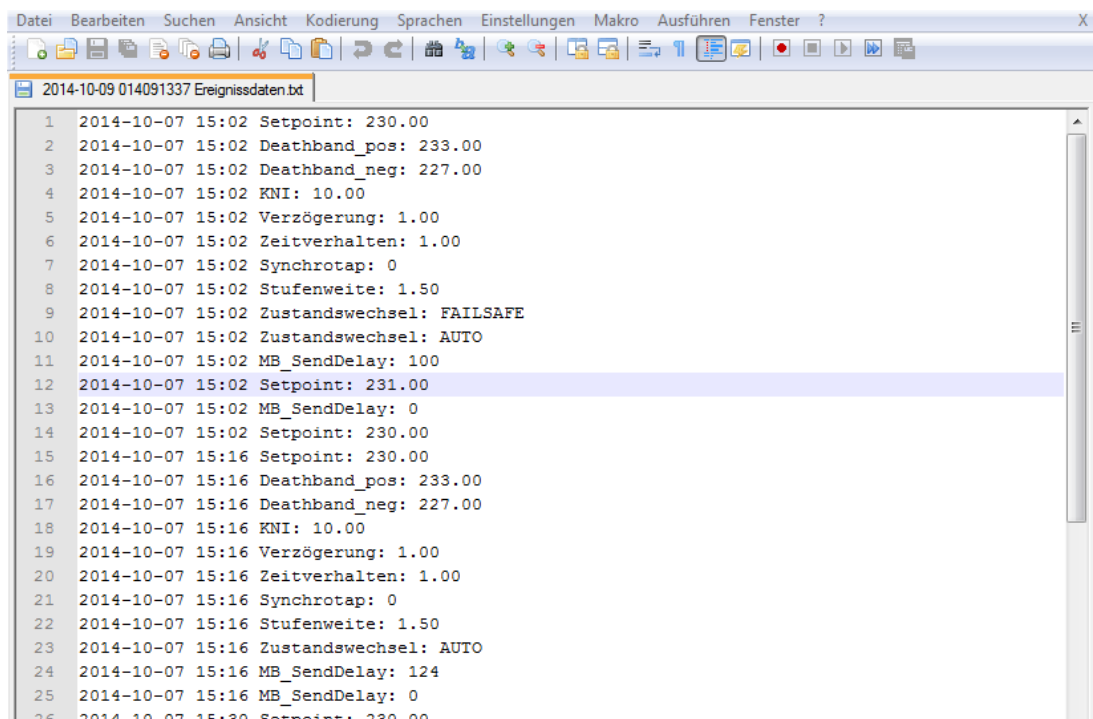 Datei Bearbeiten Suchen Ansicht Kodierung Sprachen Einstellungen Makro Ausführen Fenster ? X
2014-10-09 014091337 Ereignissdaten.txt
1 2014-10-07 15:02 Setpoint: 230.00
2 2014-10-07 15:02 Deathband_pos: 233.00
3 2014-10-07 15:02 Deathband_neg: 227.00
4 2014-10-07 15:02 KNI: 10.00
5 2014-10-07 15:02 Verzögerung: 1.00
6 2014-10-07 15:02 Zeitverhalten: 1.00
7 2014-10-07 15:02 Synchrotap: 0
8 2014-10-07 15:02 Stufenweite: 1.50
9 2014-10-07 15:02 Zustandswechsel: FAILSAFE
10 2014-10-07 15:02 Zustandswechsel: AUTO
11 2014-10-07 15:02 MB_SendDelay: 100
12 2014-10-07 15:02 Setpoint: 231.00
13 2014-10-07 15:02 MB_SendDelay: 0
14 2014-10-07 15:02 Setpoint: 230.00
15 2014-10-07 15:16 Setpoint: 230.00
16 2014-10-07 15:16 Deathband_pos: 233.00
17 2014-10-07 15:16 Deathband_neg: 227.00
18 2014-10-07 15:16 KNI: 10.00
19 2014-10-07 15:16 Verzögerung: 1.00
20 2014-10-07 15:16 Zeitverhalten: 1.00
21 2014-10-07 15:16 Synchrotap: 0
22 2014-10-07 15:16 Stufenweite: 1.50
23 2014-10-07 15:16 Zustandswechsel: AUTO
24 2014-10-07 15:16 MB_SendDelay: 124
25 2014-10-07 15:16 MB_SendDelay: 0
26 2014-10-07 15:30 Setpoint: 230.00